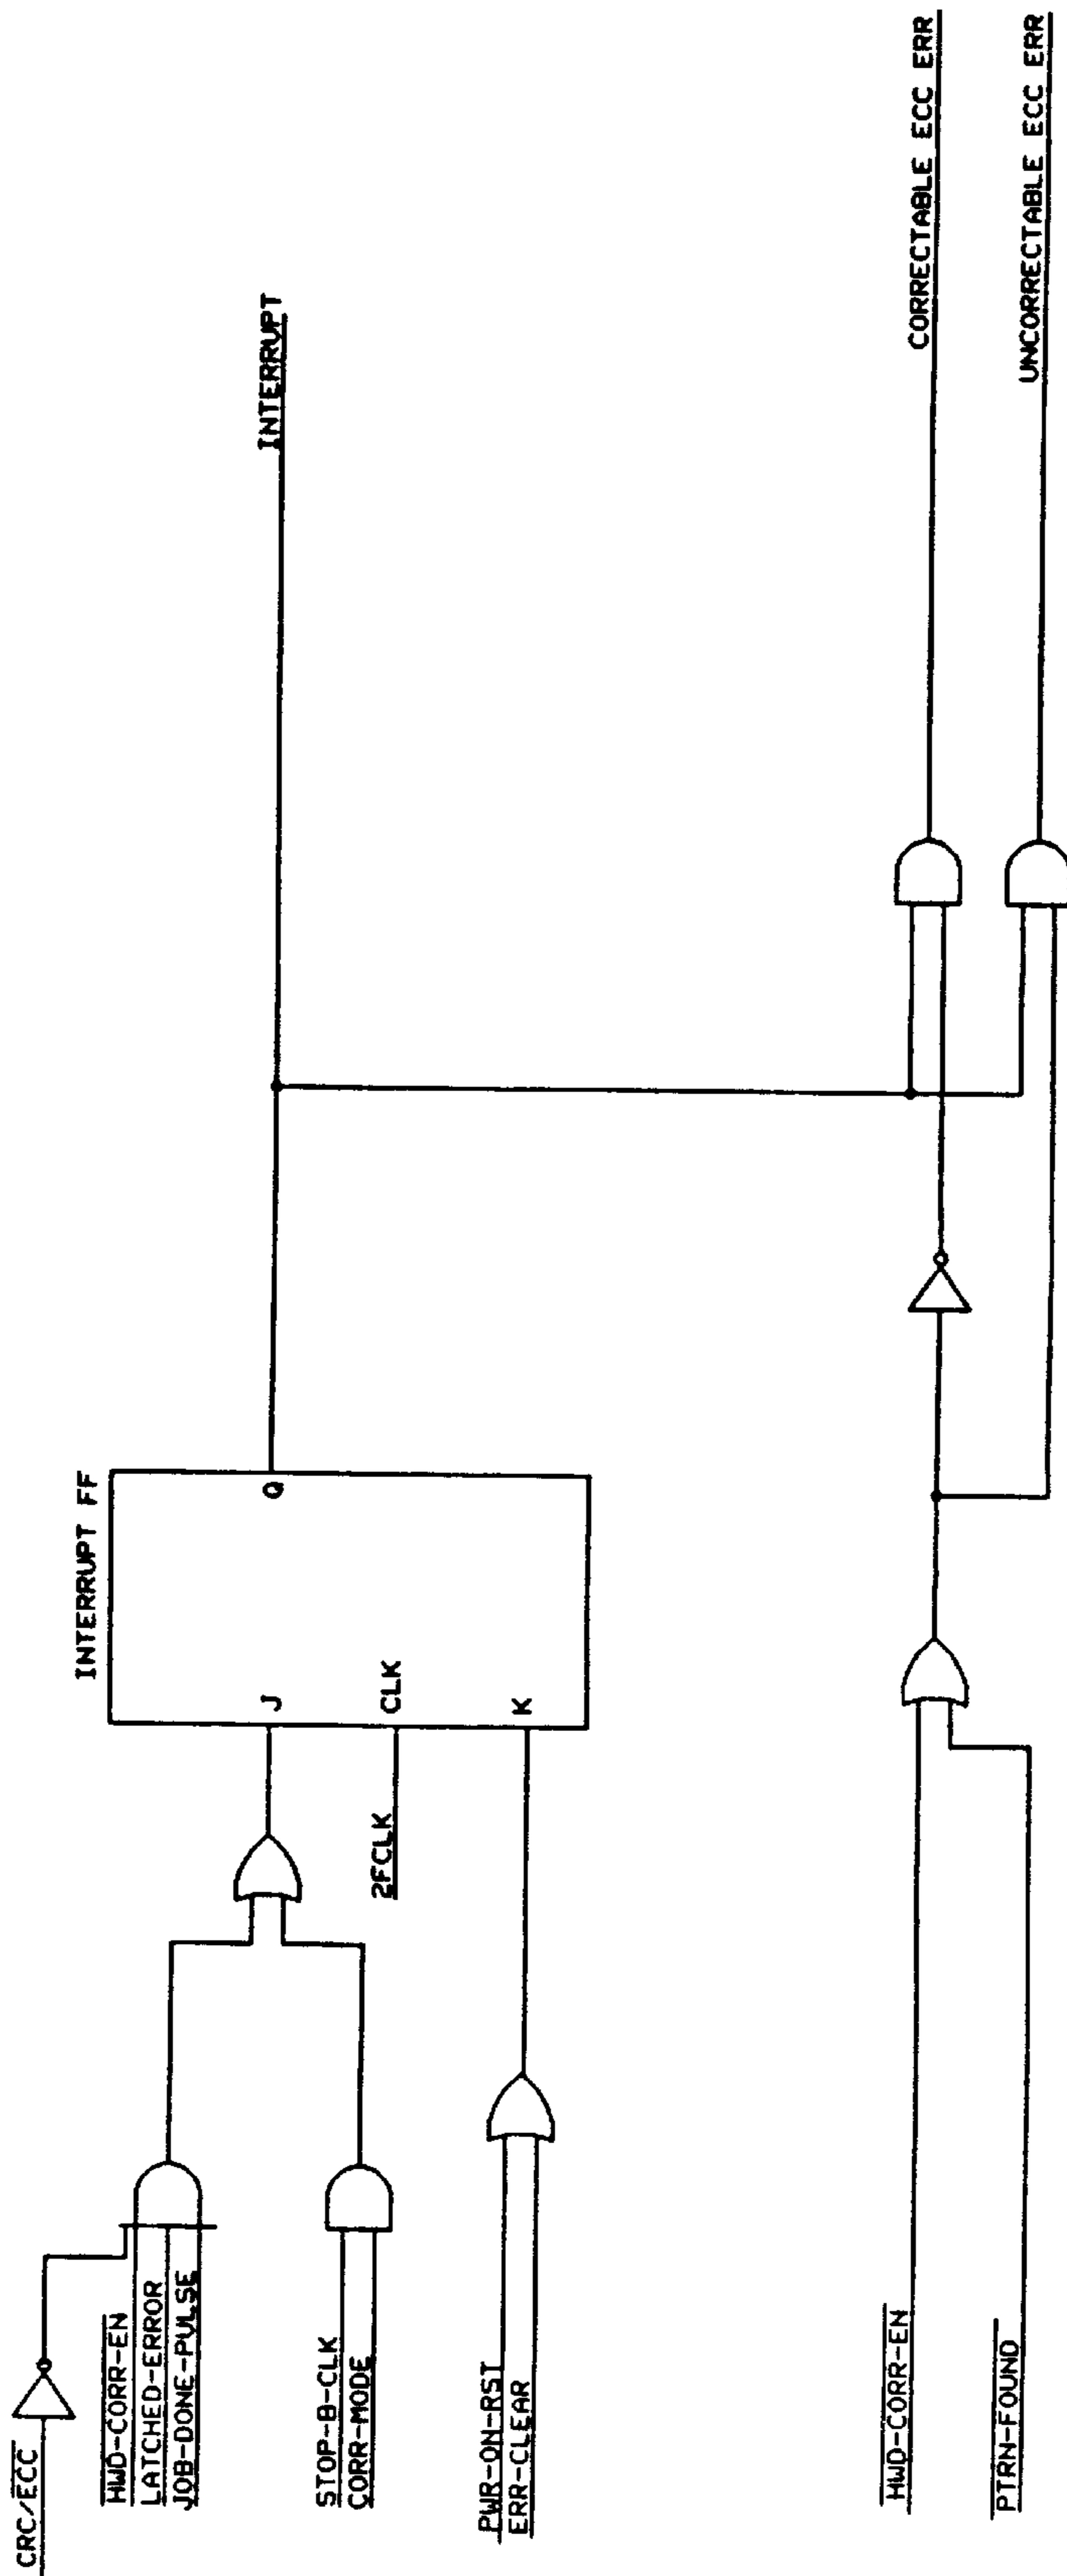 CRC/ECC
INTERRUPT FF
HWD-CORR-EN
LATCHED-ERROR
JOB-DONE-PULSE
J
Q
INTERRUPT
STOP-B-CLK
CORR-MODE
2FCLK
CLK
PWR-ON-RST
ERR-CLEAR
K
HWD-CORR-EN
CORRECTABLE ECC ERR
PTRN-FOUND
UNCORRECTABLE ECC ERR